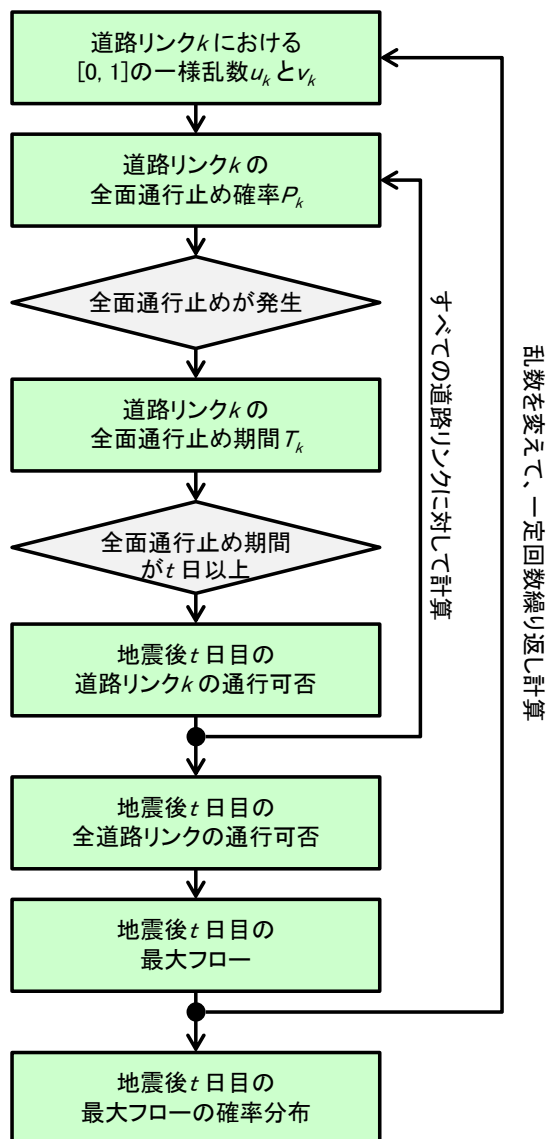 道路リンクkにおける
[0, 1]の一様乱数ukとvk
道路リンクkの
全面通行止め確率Pk
全面通行止めが発生
道路リンクkの
全面通行止め期間Tk
全面通行止め期間
がt日以上
地震後t日目の
道路リンクkの通行可否
地震後t日目の
全道路リンクの通行可否
地震後t日目の
最大フロー
地震後t日目の
最大フローの確率分布
すべての道路リンクに対して計算
乱数を変えて、一定回数繰り返し計算